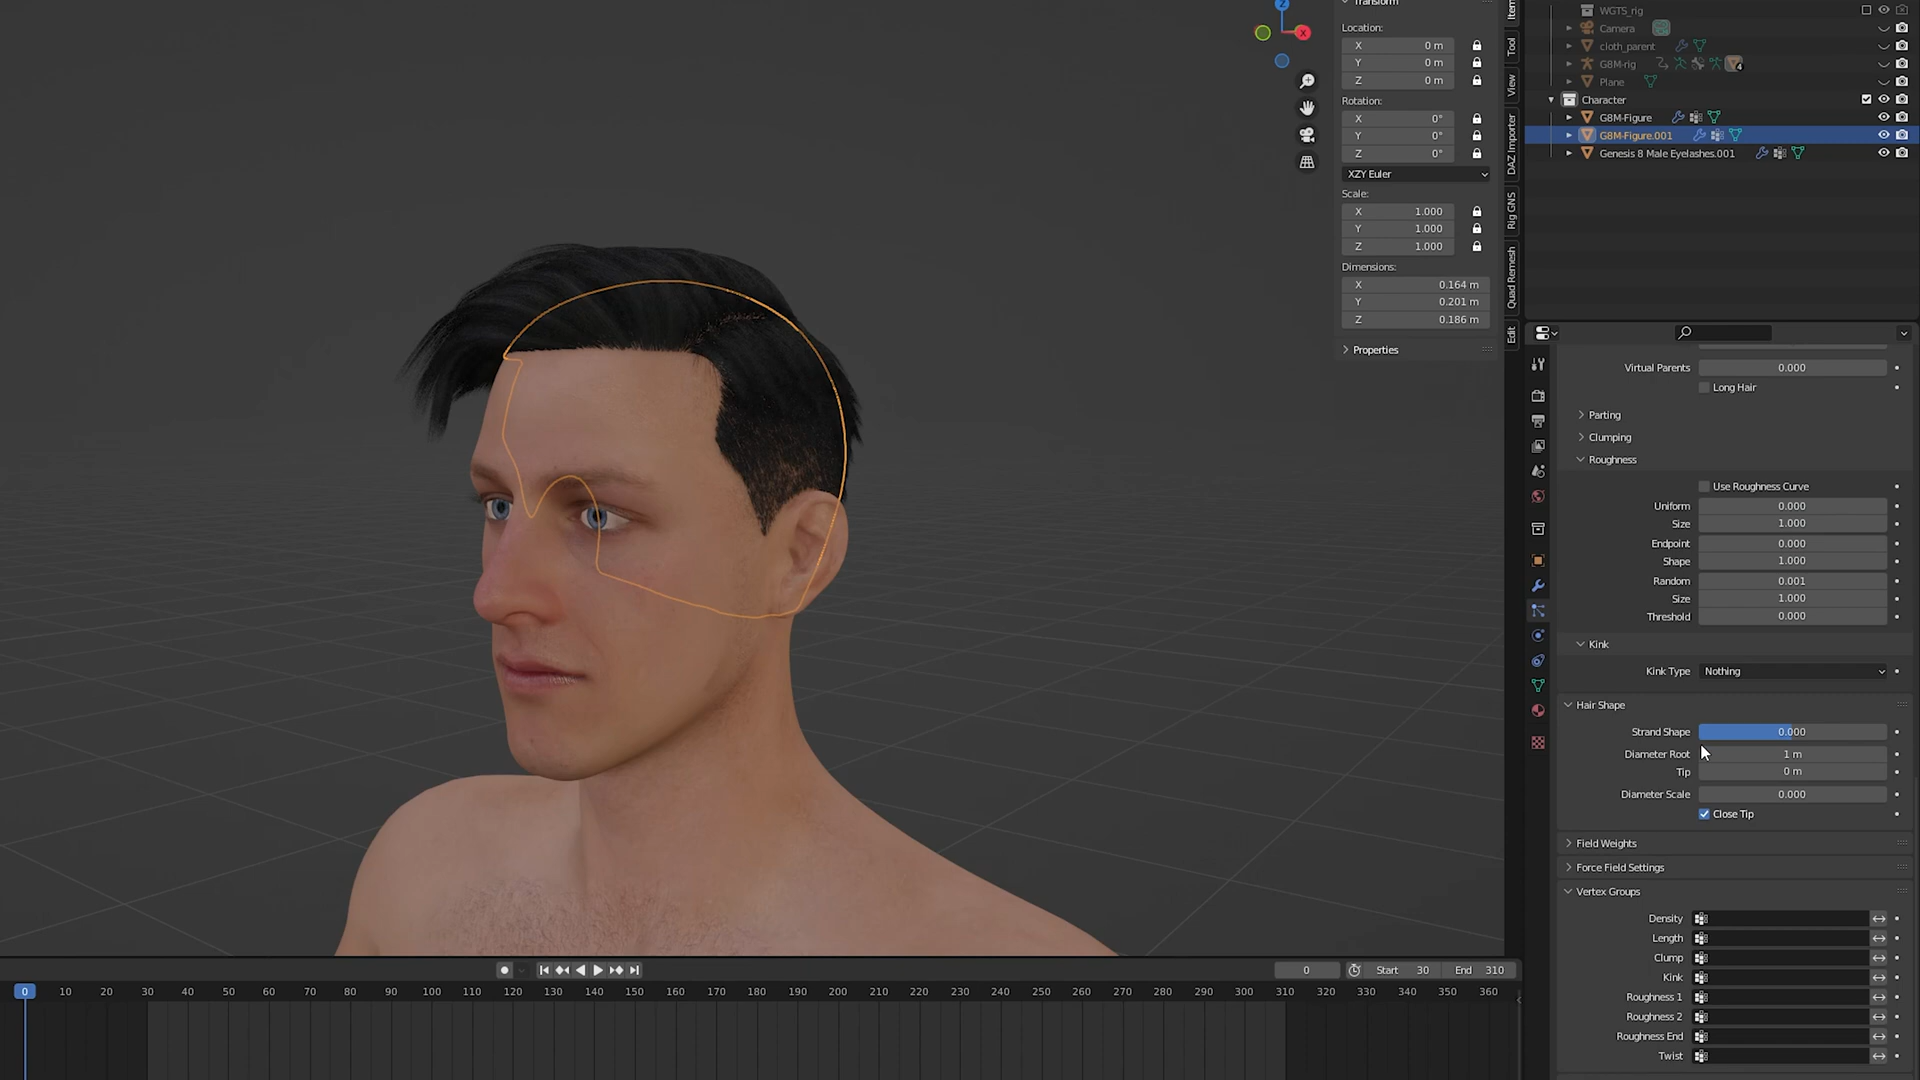 Transform
Location:
X 0 m
Y 0 m
Z 0 m
Rotation:
X 0°
Y 0°
Z 0°
XZY Euler
Scale:
X 1.000
Y 1.000
Z 1.000
Dimensions:
X 0.164 m
Y 0.201 m
Z 0.186 m
Properties
Z
X
Item
Tool
View
DAZ Importer
Rig GNS
Quad Remesh
Edit
WGTS_rig
Camera
cloth_parent
G8M-rig
4
Plane
Character
G8M-Figure
G8M-Figure.001
Genesis 8 Male Eyelashes.001
Virtual Parents 0.000
Long Hair
Parting
Clumping
Roughness
Use Roughness Curve
Uniform 0.000
Size 1.000
Endpoint 0.000
Shape 1.000
Random 0.001
Size 1.000
Threshold 0.000
Kink
Kink Type Nothing
Hair Shape
Strand Shape 0.000
Diameter Root 1 m
Tip 0 m
Diameter Scale 0.000
Close Tip
Field Weights
Force Field Settings
Vertex Groups
Density
Length
Clump
Kink
Roughness 1
Roughness 2
Roughness End
Twist
0 Start 30 End 310
0 10 20 30 40 50 60 70 80 90 100 110 120 130 140 150 160 170 180 190 200 210 220 230 240 250 260 270 280 290 300 310 320 330 340 350 360